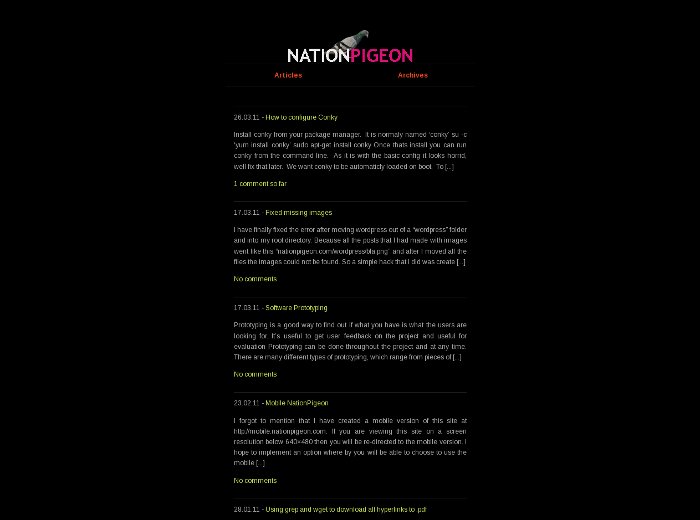 NATIONPIGEON
Articles Archives
26.03.11 - How to configure Conky
Install conky from your package manager. It is normaly named 'conky' su -c
'yum install conky' sudo apt-get install conky Once thats install you can run
conky from the command line. As it is with the basic config it looks horrid,
well fix that later. We want conky to be automaticly loaded on boot. To [...]
1 comment so far
17.03.11 - Fixed missing images
I have finally fixed the error after moving wordpress out of a "wordpress" folder
and into my root directory. Because all the posts that I had made with images
went like this "nationpigeon.com/wordpress/bla.png" and after i moved all the
files the images could not be found. So a simple hack that I did was create [...]
No comments
17.03.11 - Software Prototyping
Prototyping is a good way to find out if what you have is what the users are
looking for. It's useful to get user feedback on the project and useful for
evaluation Prototyping can be done throughout the project and at any time.
There are many different types of prototyping, which range from pieces of [...]
No comments
23.02.11 - Mobile NationPigeon
I forgot to mention that I have created a mobile version of this site at
http://mobile.nationpigeon.com. If you are viewing this site on a screen
resolution below 640×480 then you will be re-directed to the mobile version. I
hope to implement an option where by you will be able to choose to use the
mobile [...]
No comments
28.01.11 - Using grep and wget to download all hyperlinks to .pdf